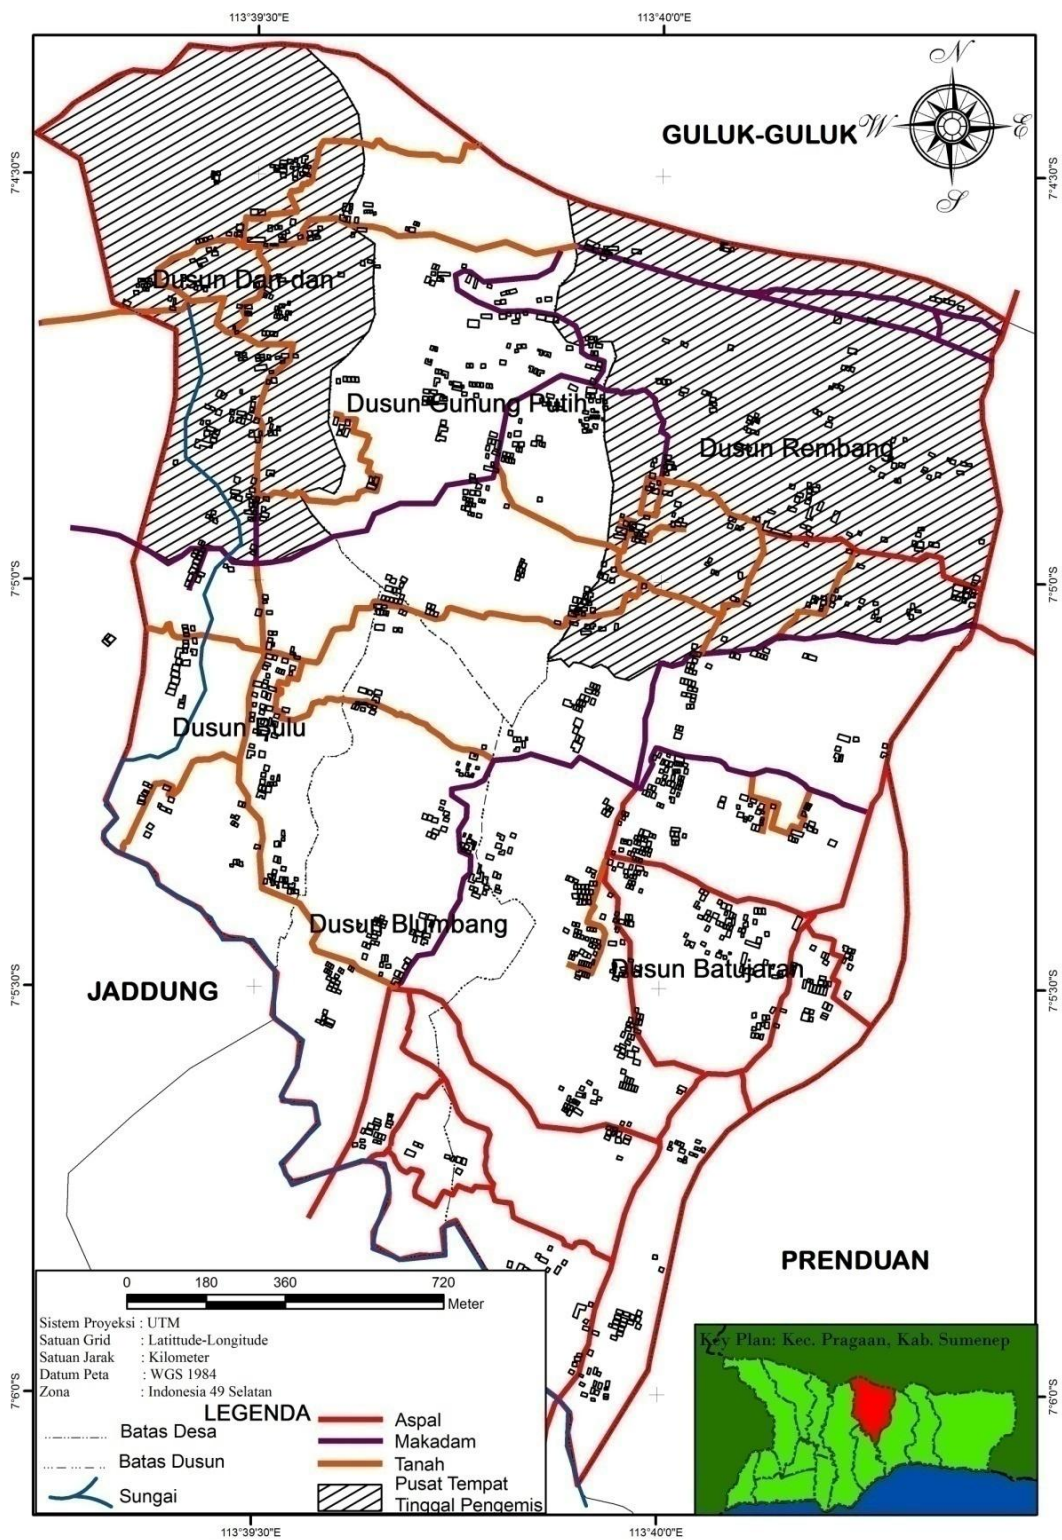 113°39'30"E
113°40'0"E
N
GULUK-GULUK
W
E
S
7°4'30"S
7°4'30"S
Dusun Dan-dan
Dusun Gunung Putih
Dusun Rembang
7°5'0"S
7°5'0"S
Dusun Bulu
Dusun Blumbang
Dusun Batujaran
JADDUNG
7°5'30"S
7°5'30"S
PRENDUAN
0 180 360 720
Meter
Sistem Proyeksi : UTM
Satuan Grid : Latittude-Longitude
Satuan Jarak : Kilometer
Datum Peta : WGS 1984
Zona : Indonesia 49 Selatan
LEGENDA
Batas Desa
Batas Dusun
Sungai
Aspal
Makadam
Tanah
Pusat Tempat
Tinggal Pengemis
Key Plan: Kec. Pragaan, Kab. Sumenep
7°6'0"S
7°6'0"S
113°39'30"E
113°40'0"E